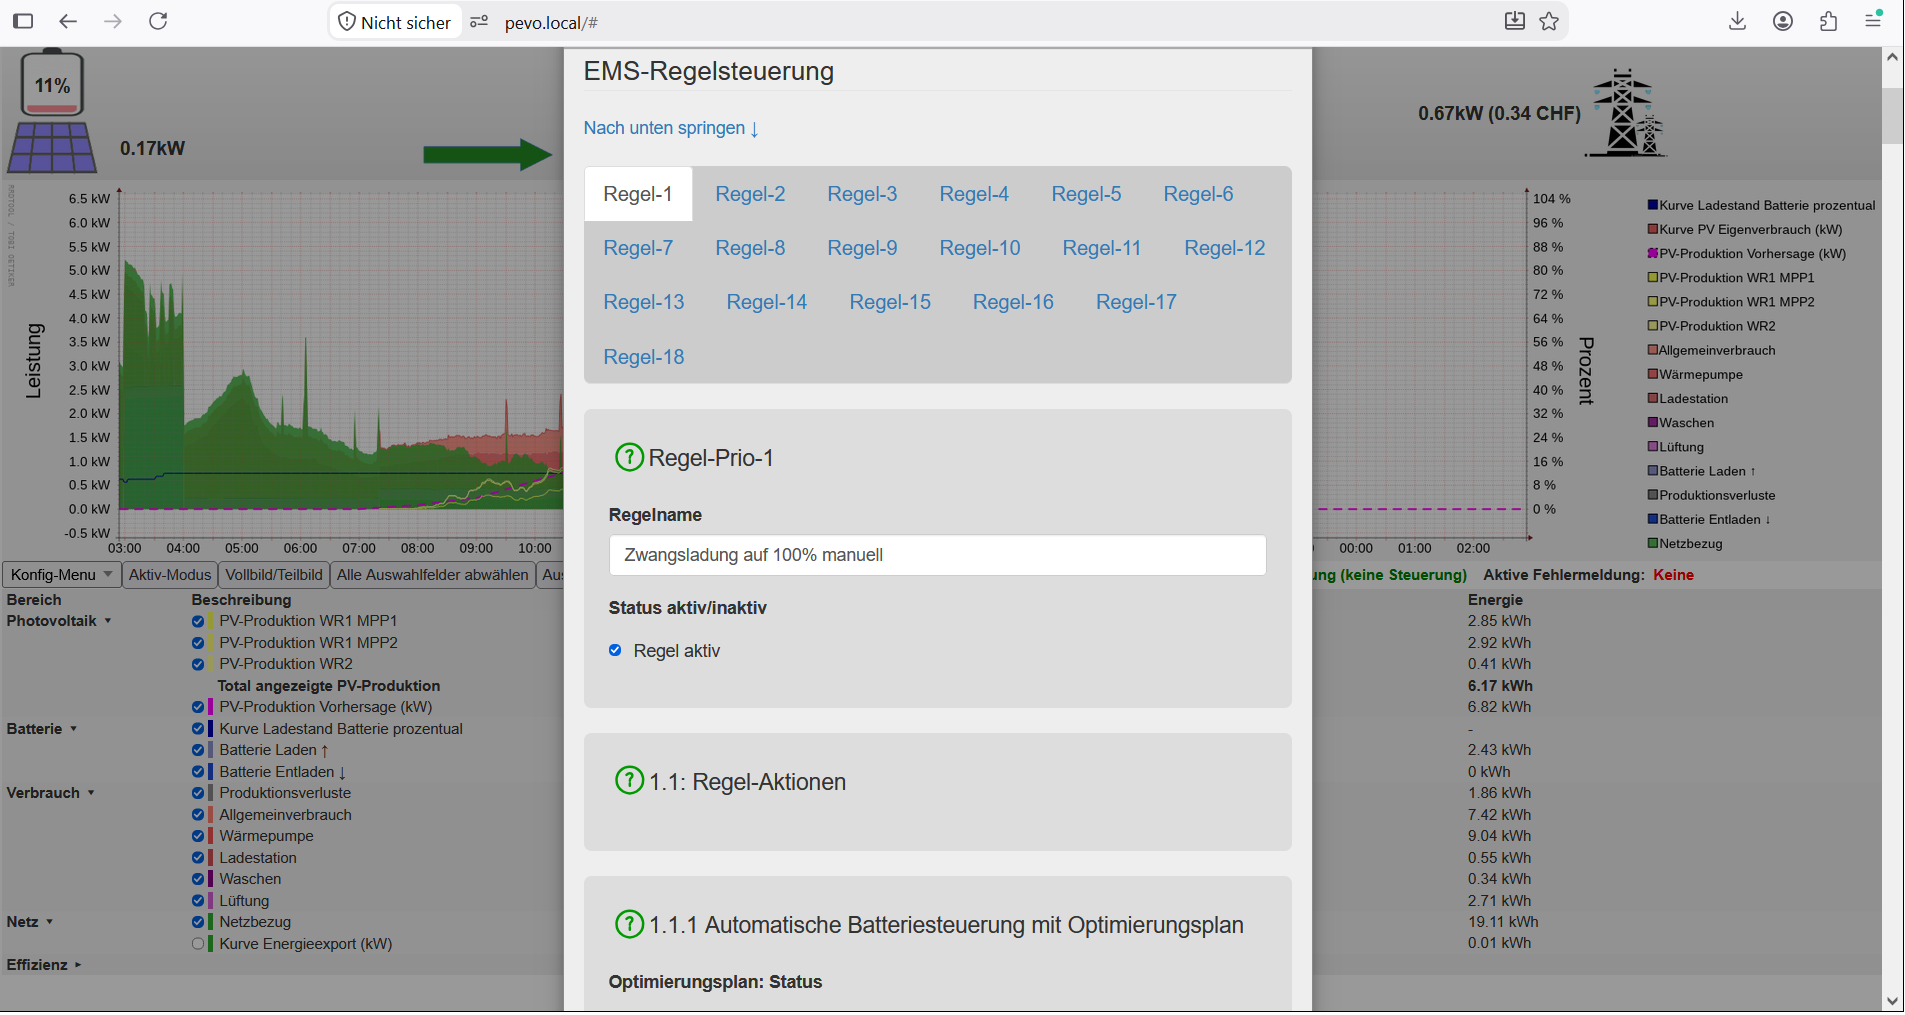 Nicht sicher
pevo.local/#
11%
0.17kW
EMS-Regelsteuerung
Nach unten springen ↓
0.67kW (0.34 CHF)
Regel-1 Regel-2 Regel-3 Regel-4 Regel-5 Regel-6
Regel-7 Regel-8 Regel-9 Regel-10 Regel-11 Regel-12
Regel-13 Regel-14 Regel-15 Regel-16 Regel-17
Regel-18
Regel-Prio-1
Regelname
Zwangsladung auf 100% manuell
Status aktiv/inaktiv
Regel aktiv
1.1: Regel-Aktionen
1.1.1 Automatische Batteriesteuerung mit Optimierungsplan
Optimierungsplan: Status
RRDTOOL / TOBI OETIKER
Leistung
6.5 kW
6.0 kW
5.5 kW
5.0 kW
4.5 kW
4.0 kW
3.5 kW
3.0 kW
2.5 kW
2.0 kW
1.5 kW
1.0 kW
0.5 kW
0.0 kW
-0.5 kW
03:00 04:00 05:00 06:00 07:00 08:00 09:00 10:00
00:00 01:00 02:00
104 %
96 %
88 %
80 %
72 %
64 %
56 %
48 %
40 %
32 %
24 %
16 %
8 %
0 %
Prozent
Kurve Ladestand Batterie prozentual
Kurve PV Eigenverbrauch (kW)
PV-Produktion Vorhersage (kW)
PV-Produktion WR1 MPP1
PV-Produktion WR1 MPP2
PV-Produktion WR2
Allgemeinverbrauch
Wärmepumpe
Ladestation
Waschen
Lüftung
Batterie Laden ↑
Produktionsverluste
Batterie Entladen ↓
Netzbezug
Konfig-Menu Aktiv-Modus Vollbild/Teilbild Alle Auswahlfelder abwählen Aus
ung (keine Steuerung) Aktive Fehlermeldung: Keine
Bereich Beschreibung Energie
Photovoltaik PV-Produktion WR1 MPP1 2.85 kWh
PV-Produktion WR1 MPP2 2.92 kWh
PV-Produktion WR2 0.41 kWh
Total angezeigte PV-Produktion 6.17 kWh
PV-Produktion Vorhersage (kW) 6.82 kWh
Batterie Kurve Ladestand Batterie prozentual -
Batterie Laden ↑ 2.43 kWh
Batterie Entladen ↓ 0 kWh
Verbrauch Produktionsverluste 1.86 kWh
Allgemeinverbrauch 7.42 kWh
Wärmepumpe 9.04 kWh
Ladestation 0.55 kWh
Waschen 0.34 kWh
Lüftung 2.71 kWh
Netz Netzbezug 19.11 kWh
Kurve Energieexport (kW) 0.01 kWh
Effizienz